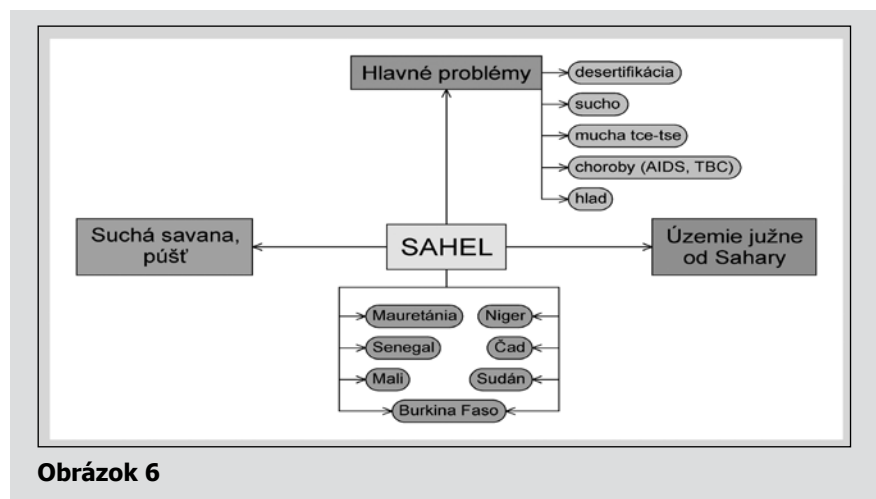 Hlavné problémy
desertifikácia
sucho
mucha tce-tse
choroby (AIDS, TBC)
hlad
Suchá savana,
púšť
SAHEL
Územie južne
od Sahary
Mauretánia
Niger
Senegal
Čad
Mali
Sudán
Burkina Faso
Obrázok 6